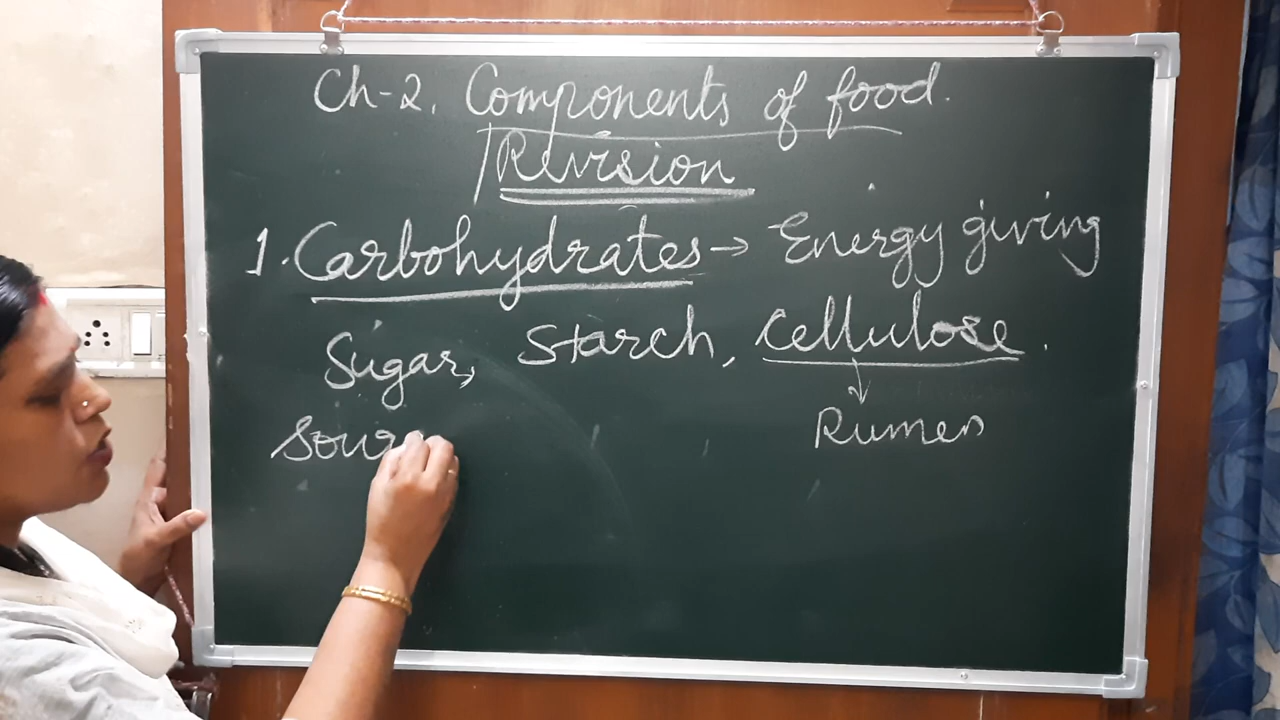 Ch-2. Components of food.
Revision
1. Carbohydrates → Energy giving
Sugar, Starch, Cellulose.
↓
Rumen
Sour